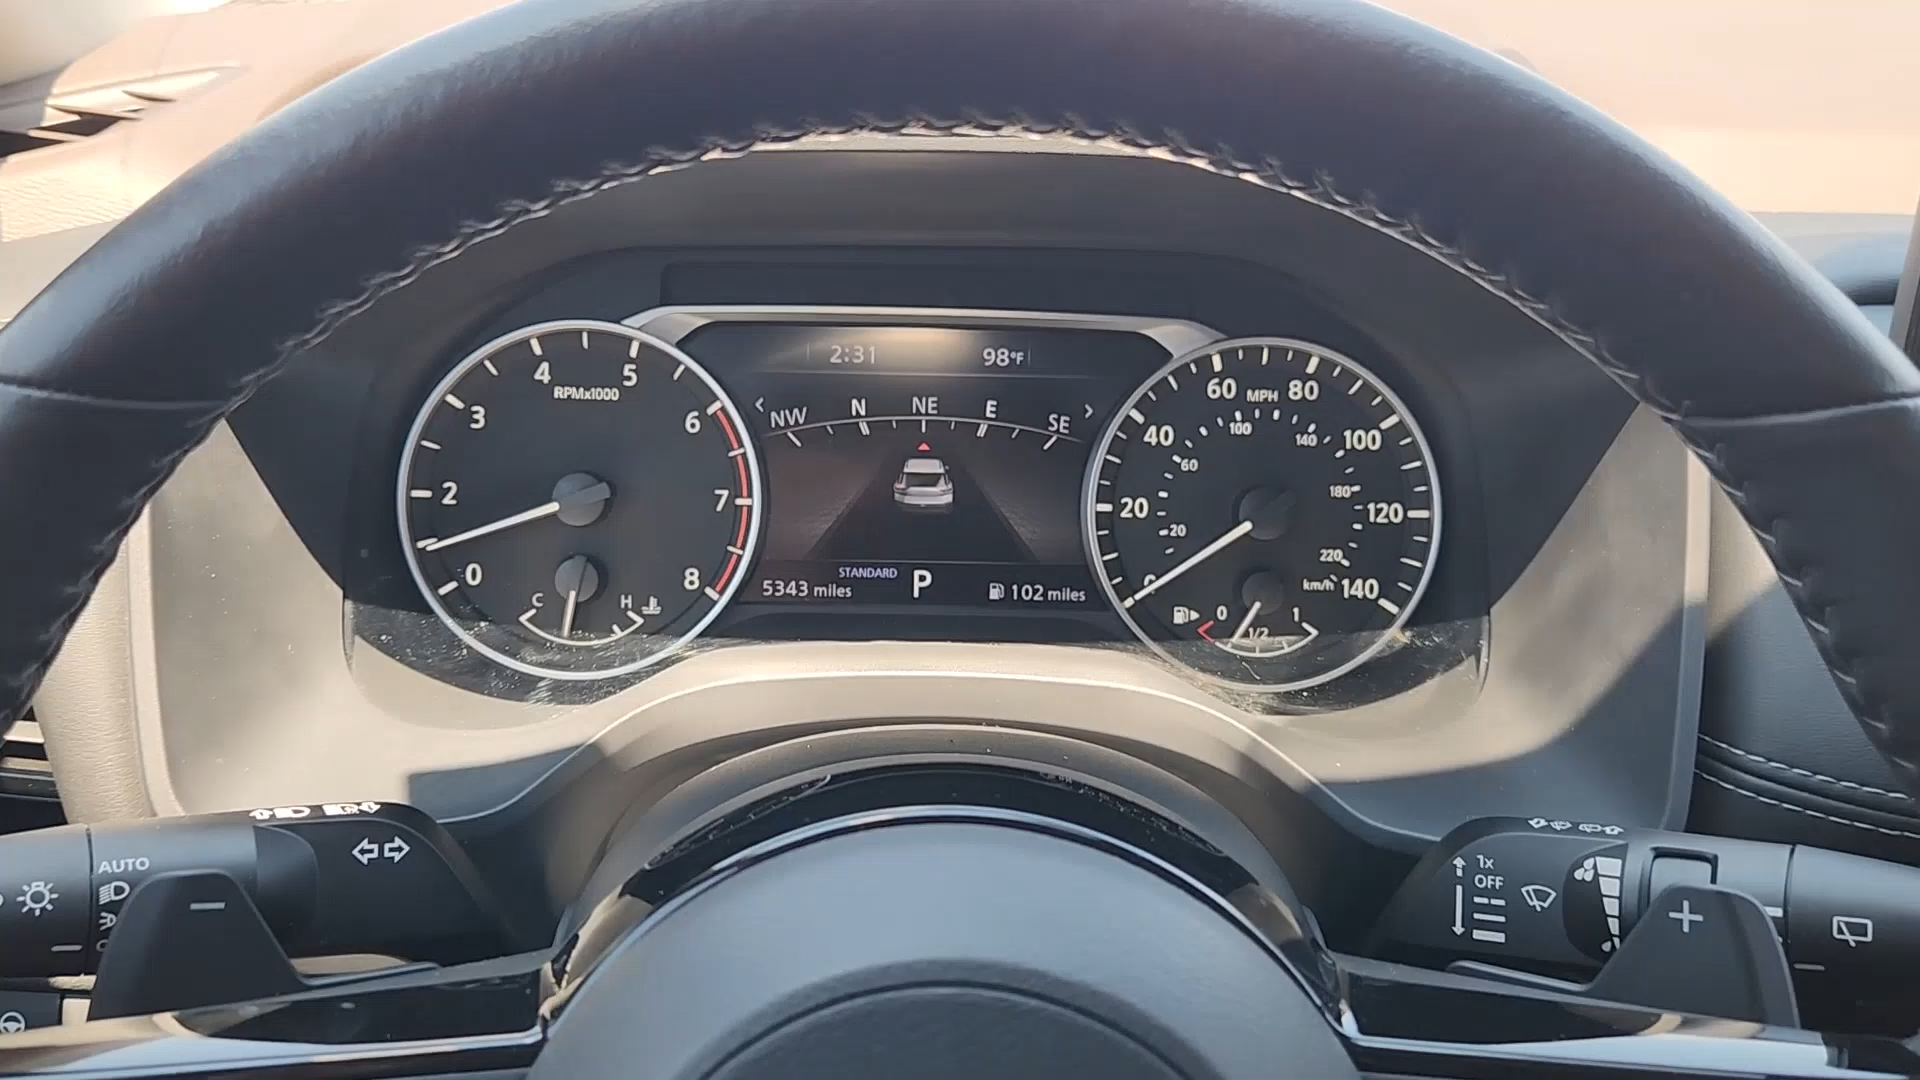 2:31 98°F
NW N NE E SE
STANDARD
5343 miles P 102 miles
RPMx1000
0 2 3 4 5 6 7 8
C H
MPH
0 20 40 60 80 100 120 140
20 60 100 140 180 220
km/h
0 1/2 1
AUTO
−
1x
OFF
+